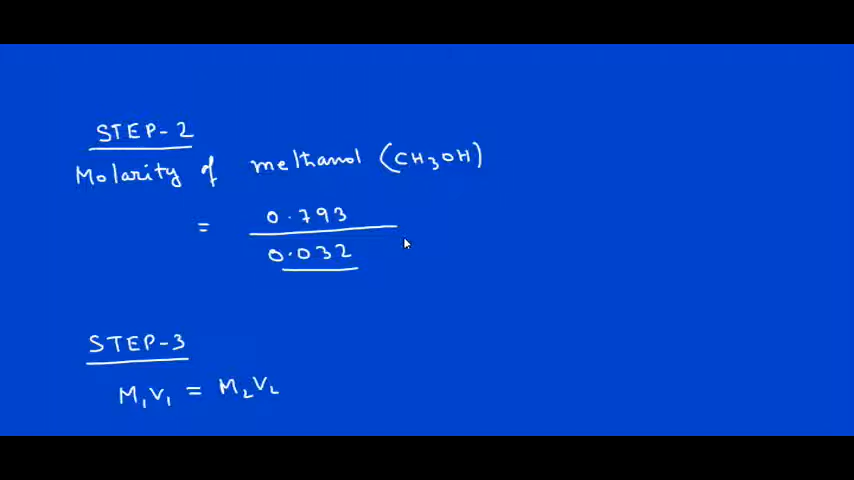 STEP-2
Molarity of methanol (CH₃OH)
= 0.793
0.032
STEP-3
M₁V₁ = M₂V₂